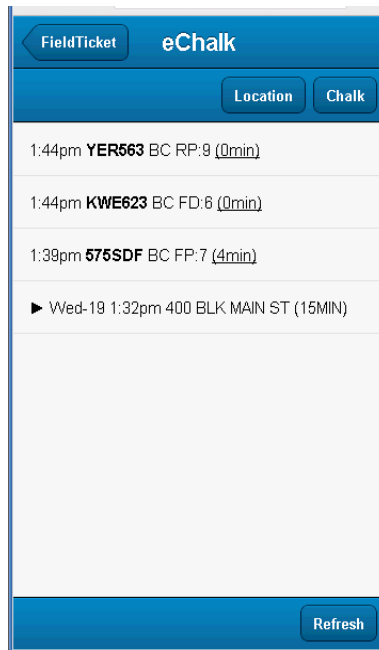 FieldTicket
eChalk
Location
Chalk
1:44pm YER563 BC RP:9 (0min)
1:44pm KWE623 BC FD:6 (0min)
1:39pm 575SDF BC FP:7 (4min)
► Wed-19 1:32pm 400 BLK MAIN ST (15MIN)
Refresh